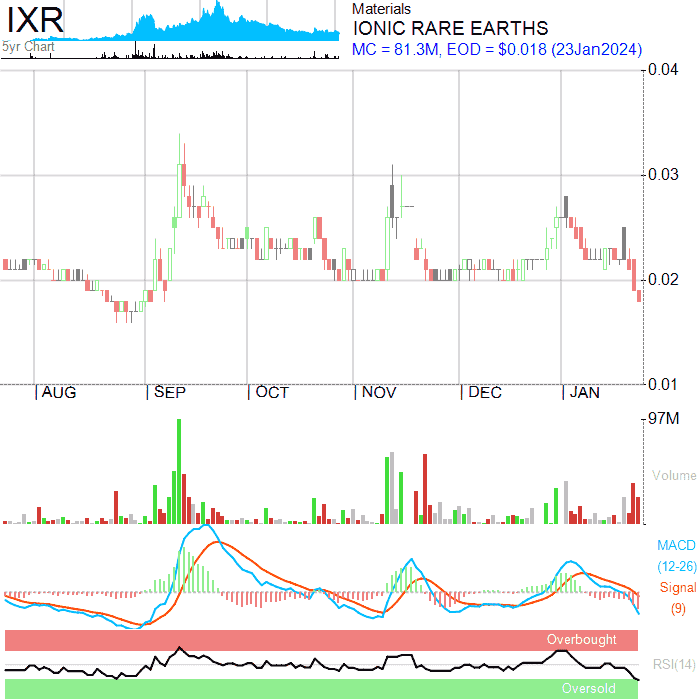 IXR
5yr Chart
Materials
IONIC RARE EARTHS
MC = 81.3M, EOD = $0.018 (23Jan2024)
0.04
0.03
0.02
0.01
|AUG |SEP |OCT |NOV |DEC |JAN
97M
Volume
MACD
(12-26)
Signal
(9)
Overbought
RSI(14)
Oversold